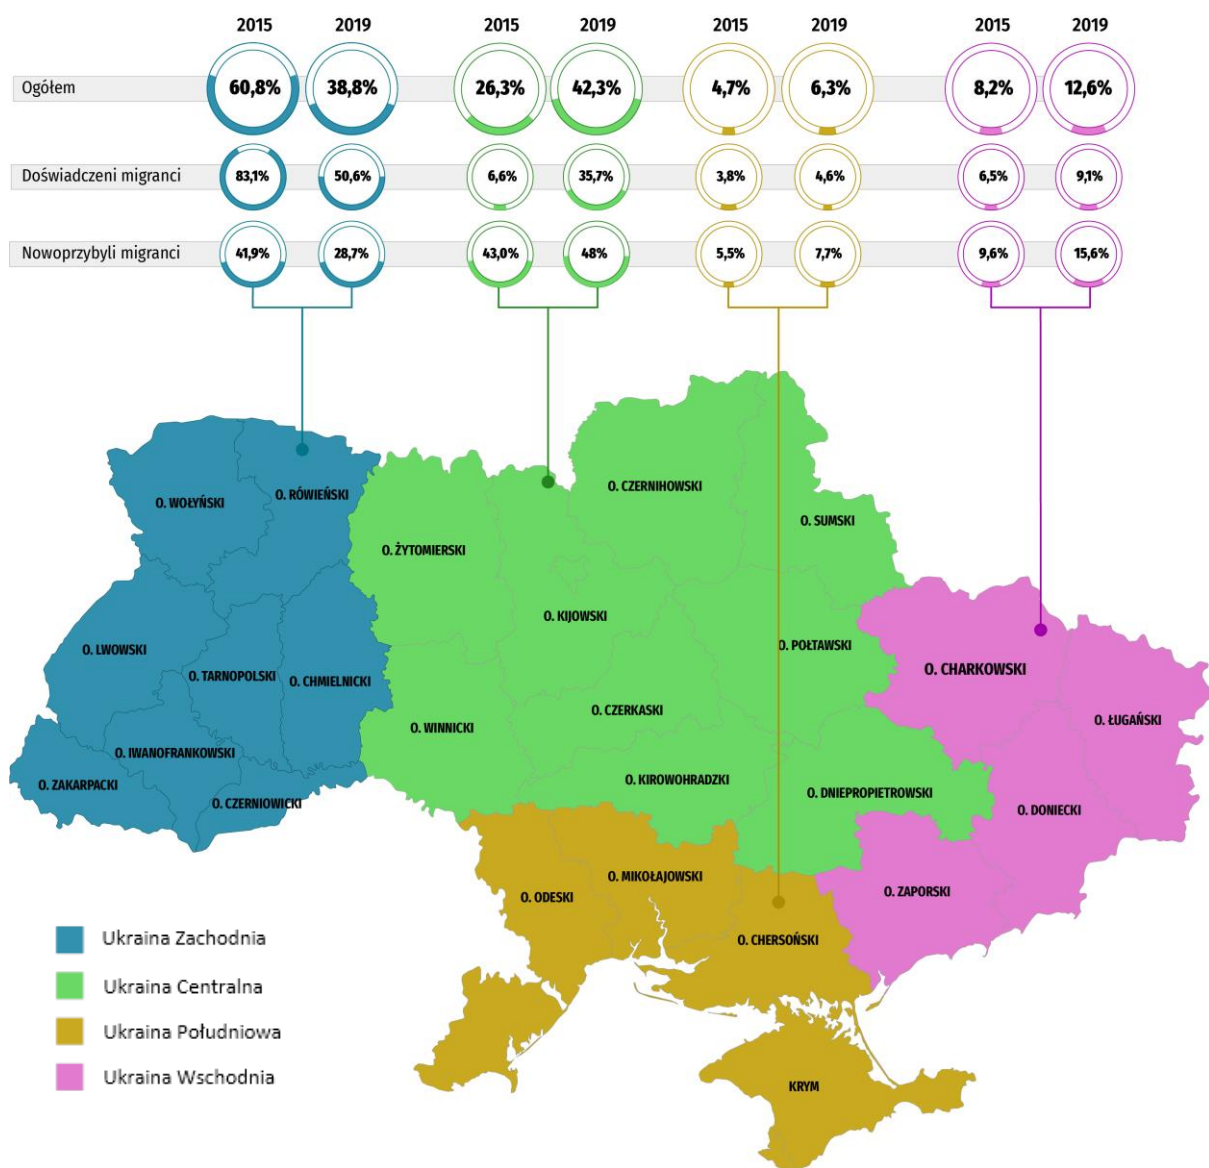 2015 2019 2015 2019 2015 2019 2015 2019
Ogółem 60,8% 38,8% 26,3% 42,3% 4,7% 6,3% 8,2% 12,6%
Doświadczeni migranci 83,1% 50,6% 6,6% 35,7% 3,8% 4,6% 6,5% 9,1%
Nowoprzybyli migranci 41,9% 28,7% 43,0% 48% 5,5% 7,7% 9,6% 15,6%
O. WOŁYŃSKI
O. RÓWIEŃSKI
O. CZERNIHOWSKI
O. SUMSKI
O. ŻYTOMIERSKI
O. KIJOWSKI
O. LWOWSKI
O. TARNOPOLSKI
O. CHMIELNICKI
O. POŁTAWSKI
O. CHARKOWSKI
O. ŁUGAŃSKI
O. WINNICKI
O. CZERKASKI
O. IWANOFRANKOWSKI
O. ZAKARPACKI
O. CZERNIOWICKI
O. KIROWOHRADZKI
O. DNIEPROPIETROWSKI
O. DONIECKI
O. ODESKI
O. MIKOŁAJOWSKI
O. ZAPORSKI
O. CHERSOŃSKI
KRYM
Ukraina Zachodnia
Ukraina Centralna
Ukraina Południowa
Ukraina Wschodnia